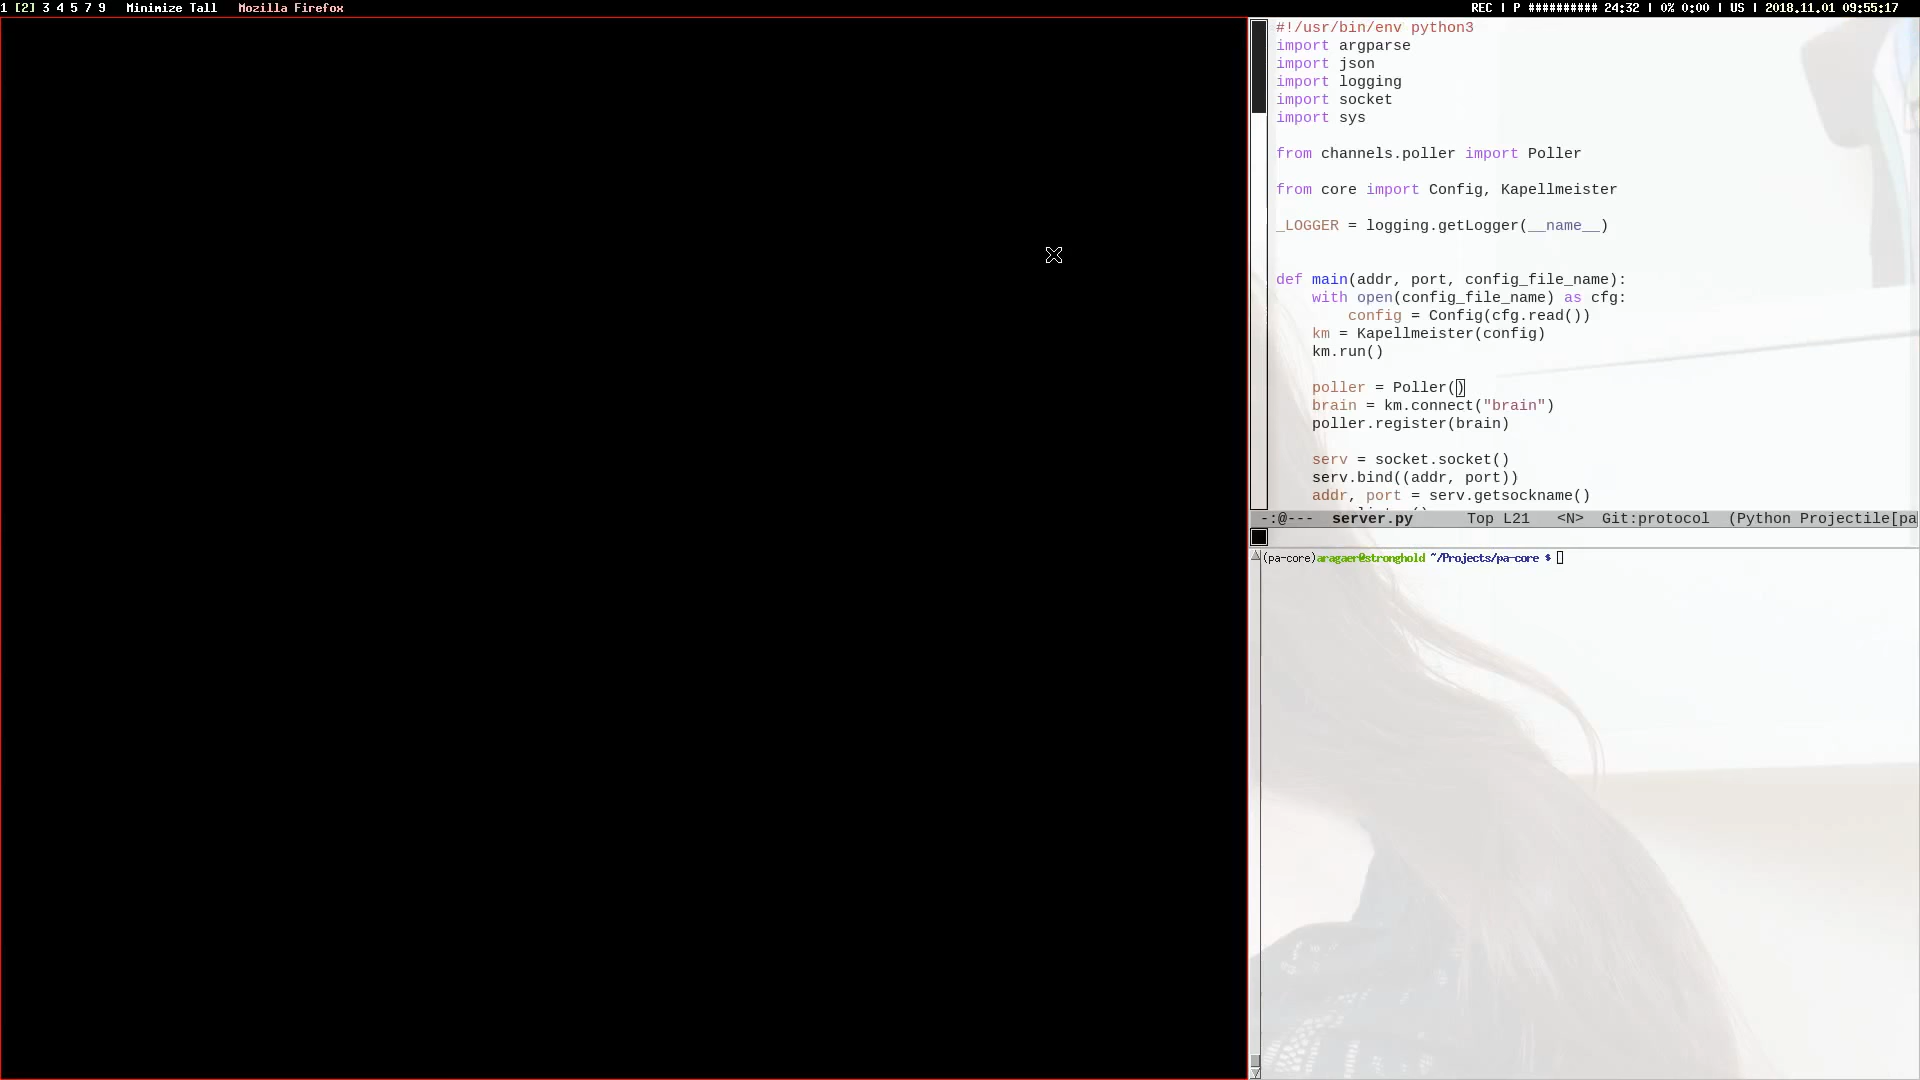 1 [2] 3 4 5 7 9 Minimize Tall Mozilla Firefox REC | P ########## 24:32 | 0% 0:00 | US | 2018.11.01 09:55:17
#!/usr/bin/env python3
import argparse
import json
import logging
import socket
import sys
from channels.poller import Poller
from core import Config, Kapellmeister
_LOGGER = logging.getLogger(__name__)
def main(addr, port, config_file_name):
    with open(config_file_name) as cfg:
        config = Config(cfg.read())
    km = Kapellmeister(config)
    km.run()
    poller = Poller()
    brain = km.connect("brain")
    poller.register(brain)
    serv = socket.socket()
    serv.bind((addr, port))
    addr, port = serv.getsockname()
-:@--- server.py Top L21 <N> Git:protocol (Python Projectile[pa
(pa-core)aragaer@stronghold ~/Projects/pa-core $